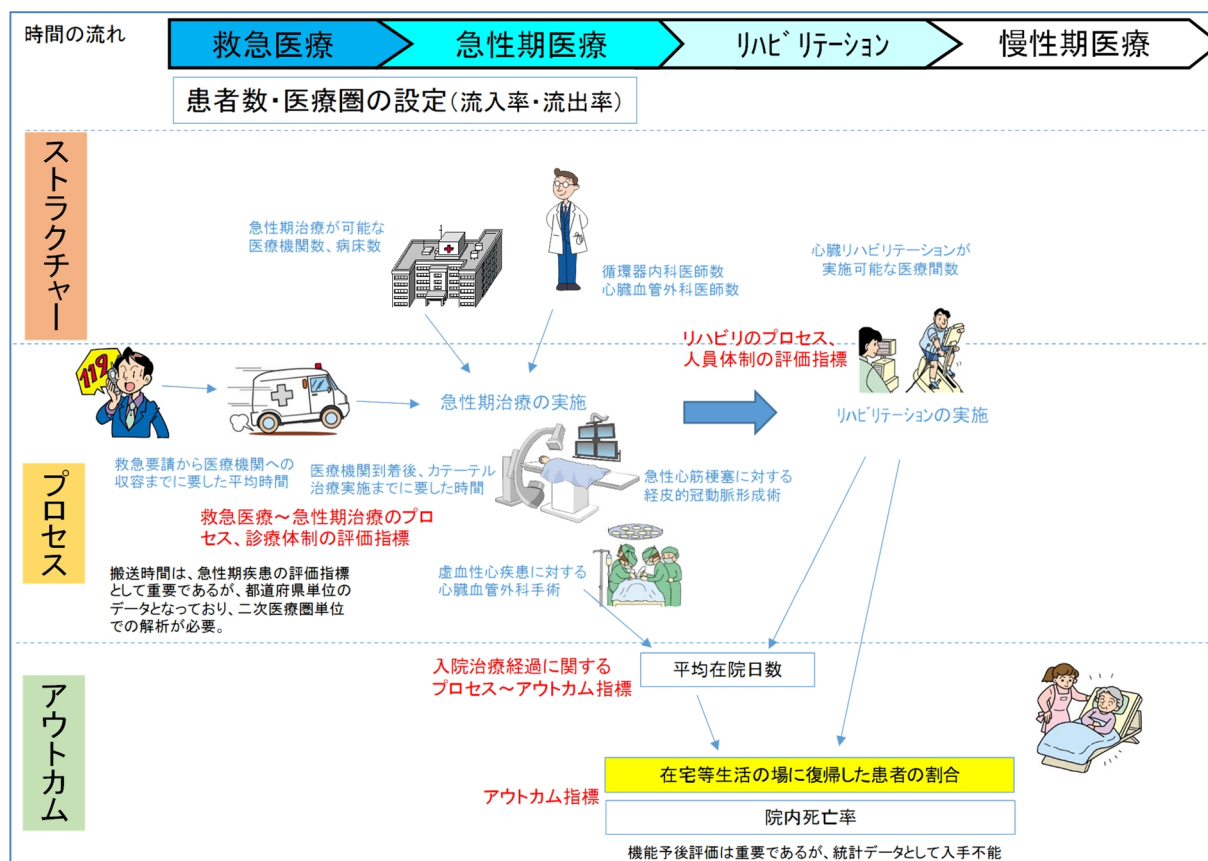 時間の流れ
救急医療
急性期医療
リハビリテーション
慢性期医療
患者数・医療圏の設定(流入率・流出率)
ストラクチャー
急性期治療が可能な
医療機関数、病床数
循環器内科医師数
心臓血管外科医師数
心臓リハビリテーションが
実施可能な医療間数
リハビリのプロセス、
人員体制の評価指標
プロセス
119
急性期治療の実施
リハビリテーションの実施
救急要請から医療機関への
収容までに要した平均時間
医療機関到着後、カテーテル
治療実施までに要した時間
急性心筋梗塞に対する
経皮的冠動脈形成術
救急医療～急性期治療のプロ
セス、診療体制の評価指標
虚血性心疾患に対する
心臓血管外科手術
搬送時間は、急性期疾患の評価指標
として重要であるが、都道府県単位の
データとなっており、二次医療圏単位
での解析が必要。
アウトカム
入院治療経過に関する
プロセス～アウトカム指標
平均在院日数
在宅等生活の場に復帰した患者の割合
アウトカム指標
院内死亡率
機能予後評価は重要であるが、統計データとして入手不能